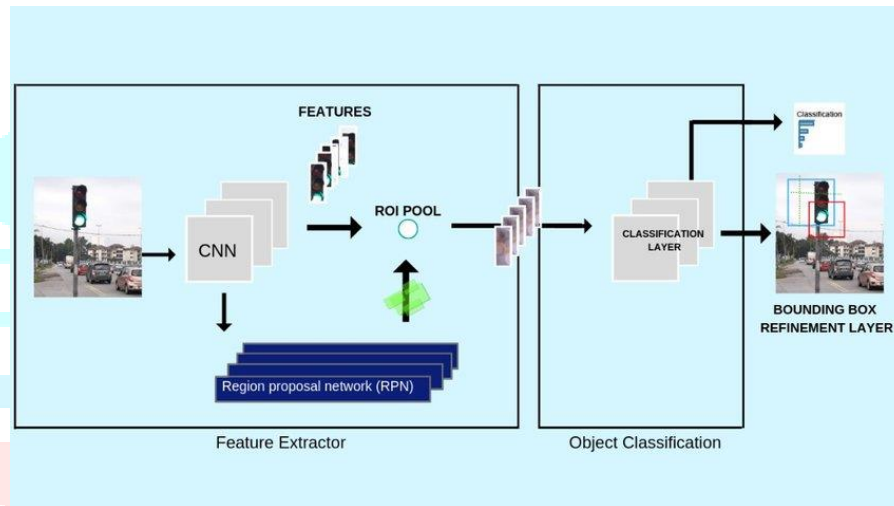 FEATURES
ROI POOL
CNN
Region proposal network (RPN)
Feature Extractor
CLASSIFICATION
LAYER
Object Classification
Classification
BOUNDING BOX
REFINEMENT LAYER